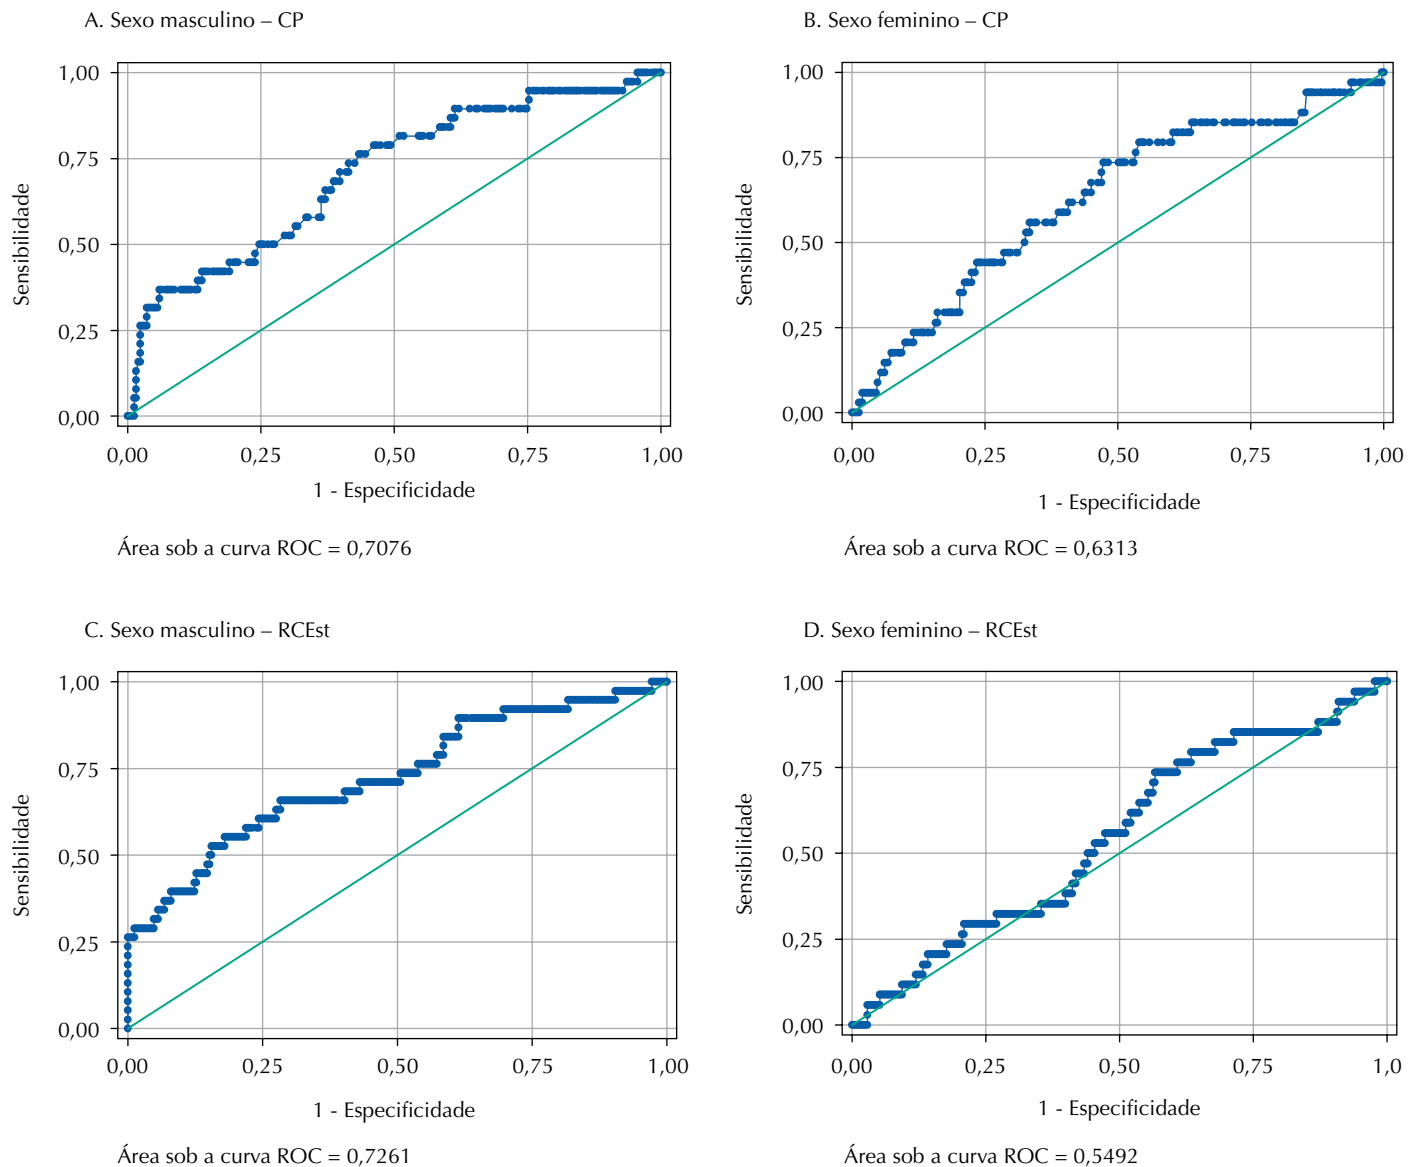 A. Sexo masculino – CP
1,00
0,75
0,50
0,25
0,00
Sensibilidade
0,00 0,25 0,50 0,75 1,00
1 - Especificidade
Área sob a curva ROC = 0,7076
B. Sexo feminino – CP
1,00
0,75
0,50
0,25
0,00
Sensibilidade
0,00 0,25 0,50 0,75 1,00
1 - Especificidade
Área sob a curva ROC = 0,6313
C. Sexo masculino – RCEst
1,00
0,75
0,50
0,25
0,00
Sensibilidade
0,00 0,25 0,50 0,75 1,00
1 - Especificidade
Área sob a curva ROC = 0,7261
D. Sexo feminino – RCEst
1,00
0,75
0,50
0,25
0,00
Sensibilidade
0,00 0,25 0,50 0,75 1,0
1 - Especificidade
Área sob a curva ROC = 0,5492